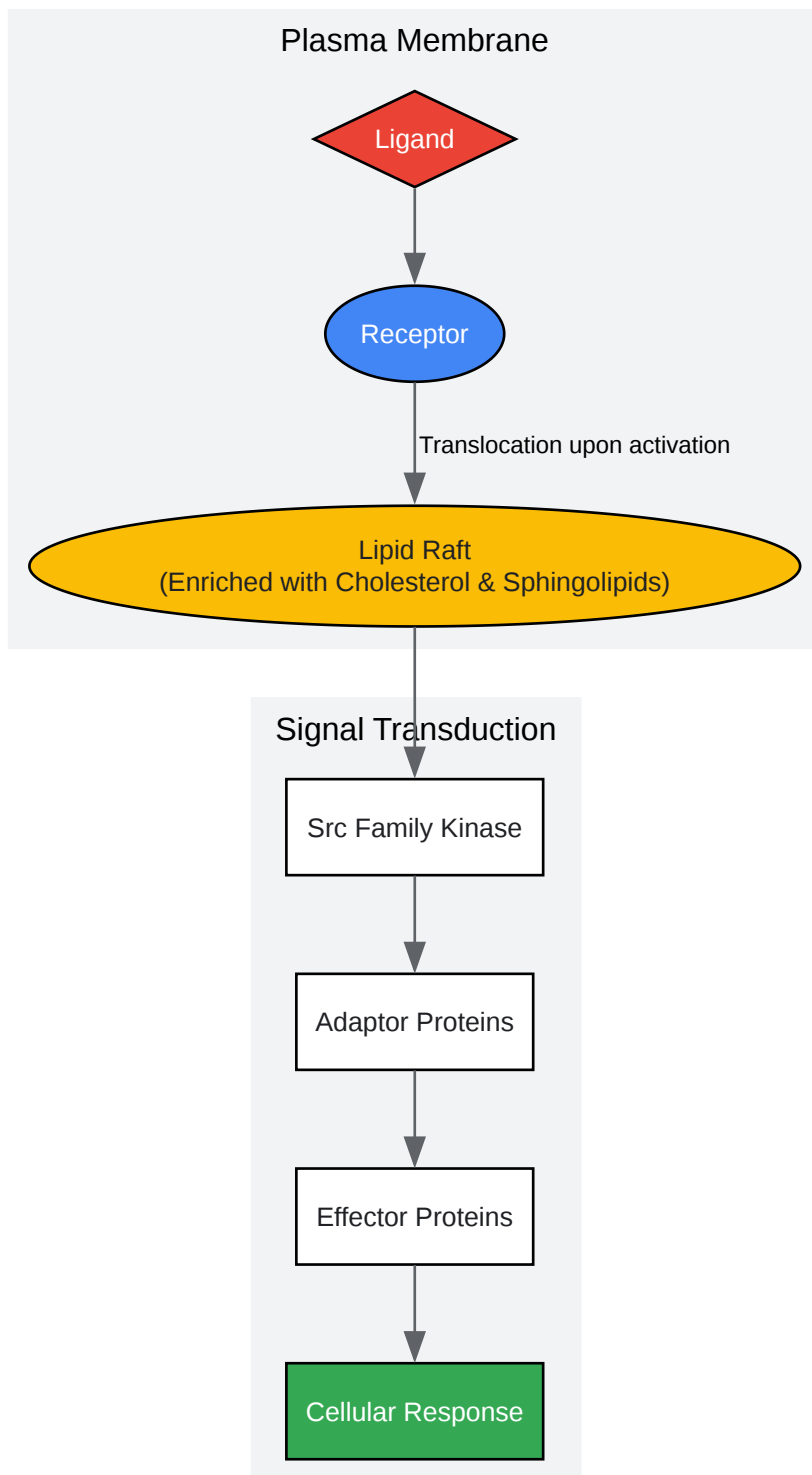 Plasma Membrane
Ligand
Receptor
Translocation upon activation
Lipid Raft
(Enriched with Cholesterol & Sphingolipids)
Signal Transduction
Src Family Kinase
Adaptor Proteins
Effector Proteins
Cellular Response